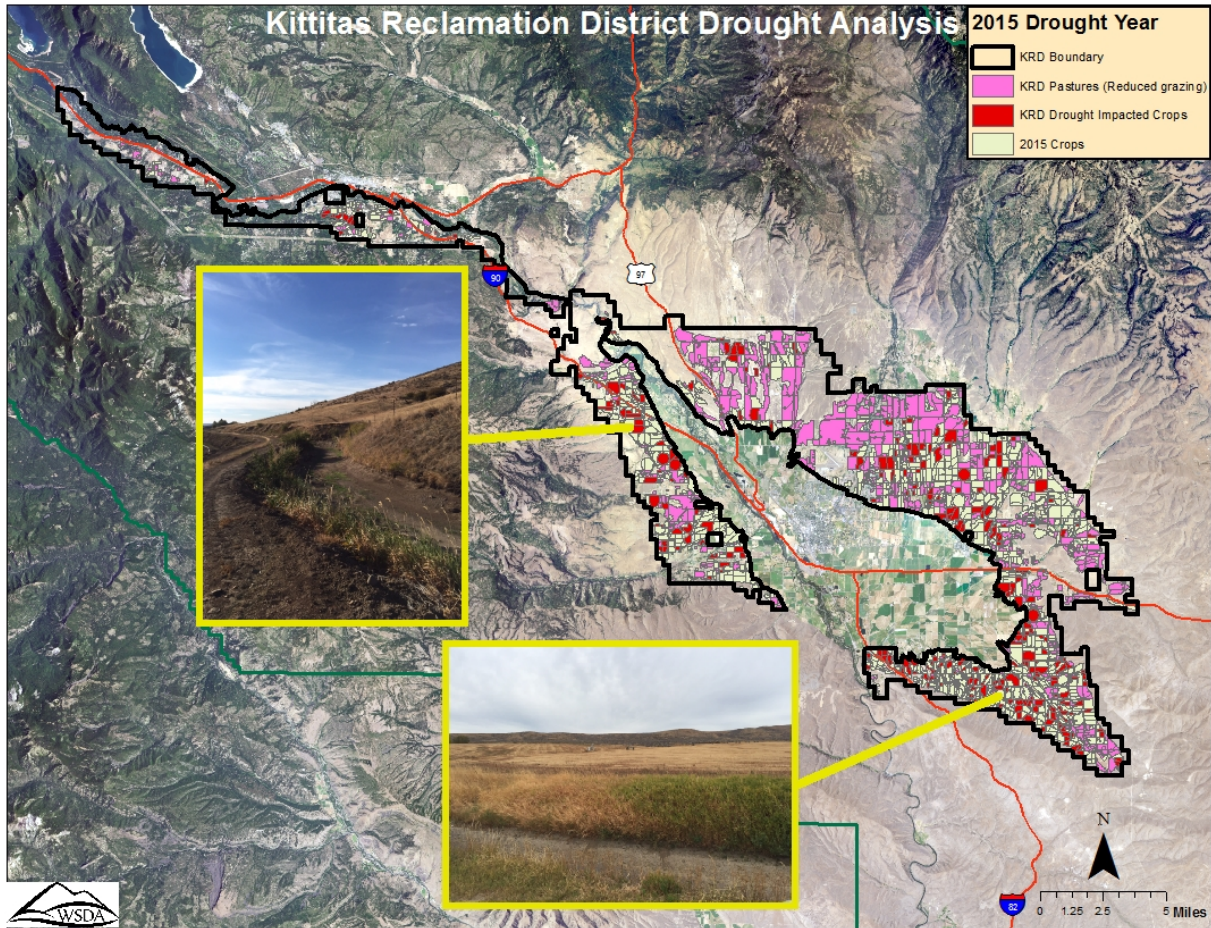 Kittitas Reclamation District Drought Analysis
2015 Drought Year
KRD Boundary
KRD Pastures (Reduced grazing)
KRD Drought Impacted Crops
2015 Crops
90
97
N
82
0 1.25 2.5 5 Miles
WSDA